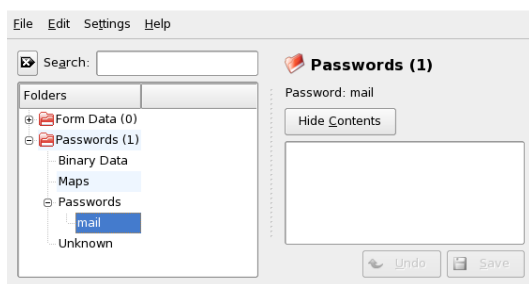 File Edit Settings Help
Search:
Folders
Form Data (0)
Passwords (1)
Binary Data
Maps
Passwords
mail
Unknown
Passwords (1)
Password: mail
Hide Contents
Undo Save